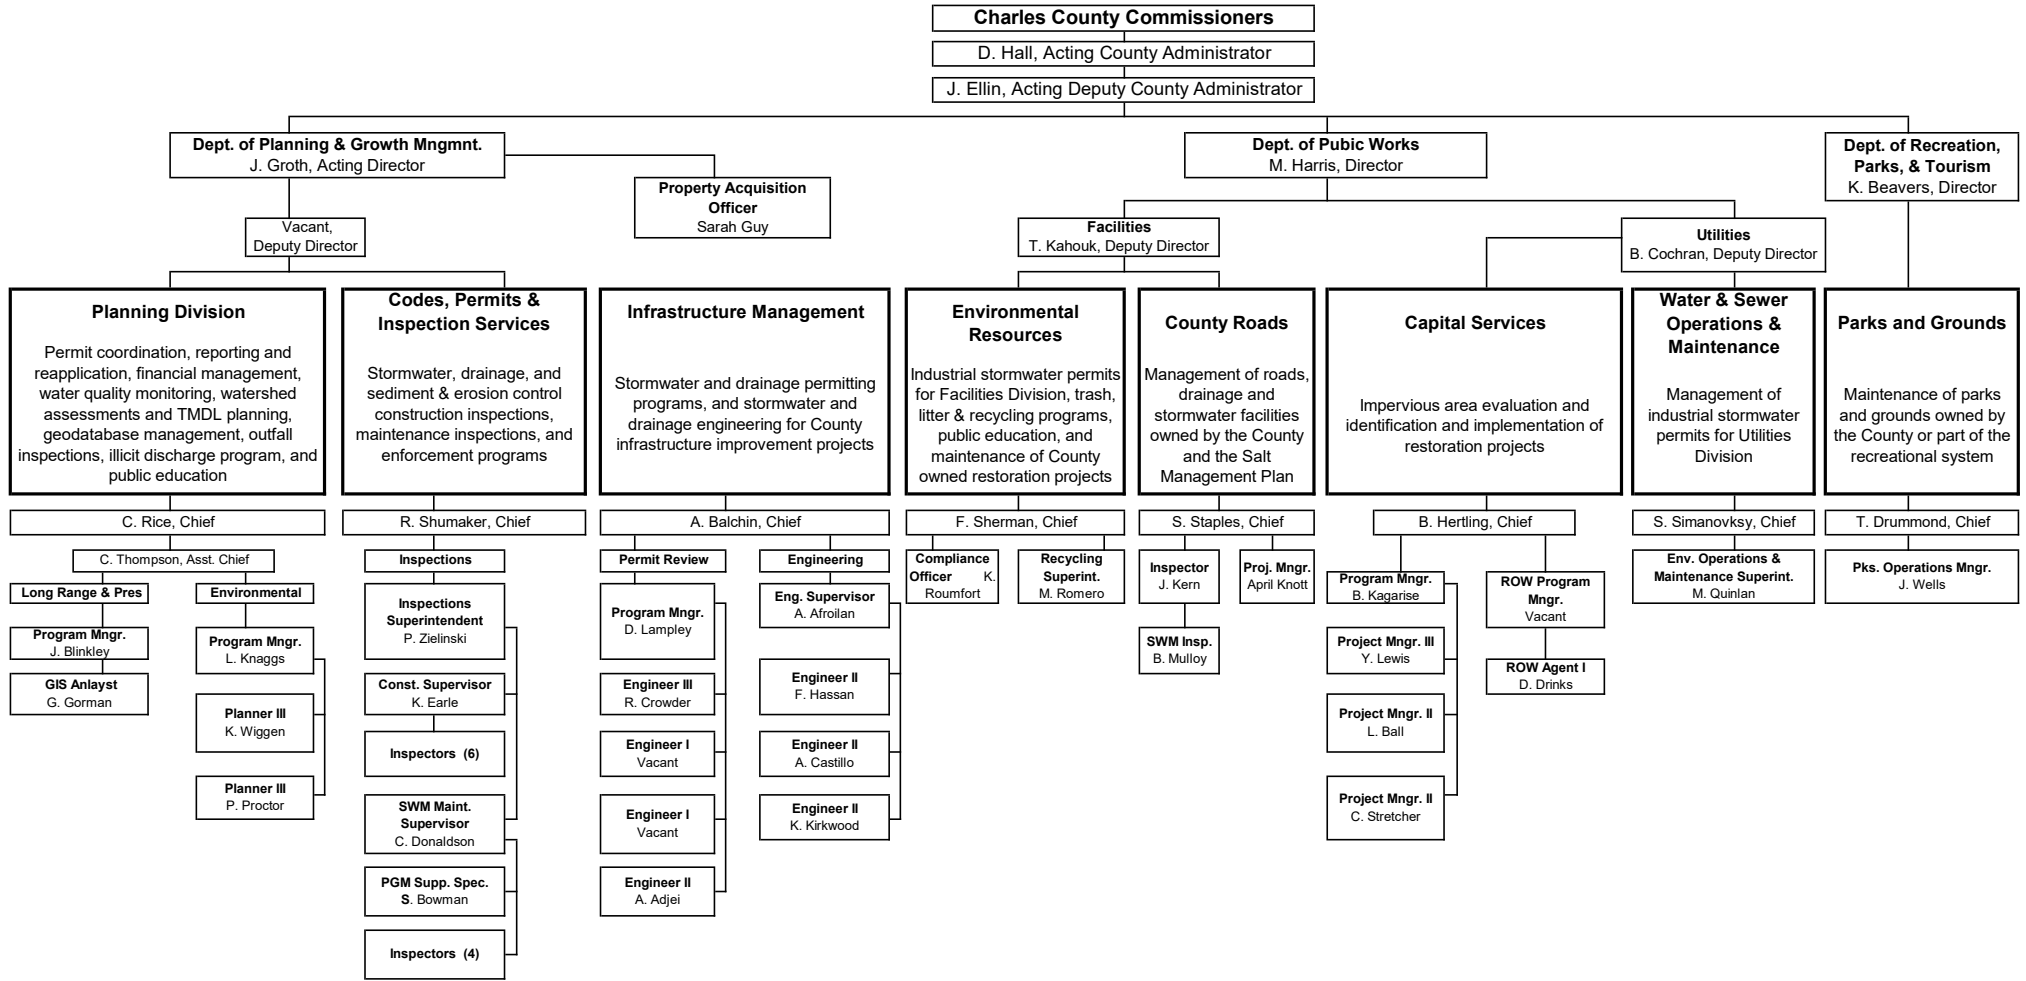 Charles County Commissioners
D. Hall, Acting County Administrator
J. Ellin, Acting Deputy County Administrator
Dept. of Planning & Growth Mngmnt.
J. Groth, Acting Director
Property Acquisition
Officer
Sarah Guy
Vacant,
Deputy Director
Dept. of Pubic Works
M. Harris, Director
Facilities
T. Kahouk, Deputy Director
Utilities
B. Cochran, Deputy Director
Dept. of Recreation,
Parks, & Tourism
K. Beavers, Director
Planning Division
Permit coordination, reporting and
reapplication, financial management,
water quality monitoring, watershed
assessments and TMDL planning,
geodatabase management, outfall
inspections, illicit discharge program, and
public education
C. Rice, Chief
C. Thompson, Asst. Chief
Long Range & Pres
Program Mngr.
J. Blinkley
GIS Anlayst
G. Gorman
Environmental
Program Mngr.
L. Knaggs
Planner III
K. Wiggen
Planner III
P. Proctor
Codes, Permits &
Inspection Services
Stormwater, drainage, and
sediment & erosion control
construction inspections,
maintenance inspections, and
enforcement programs
R. Shumaker, Chief
Inspections
Inspections
Superintendent
P. Zielinski
Const. Supervisor
K. Earle
Inspectors (6)
SWM Maint.
Supervisor
C. Donaldson
PGM Supp. Spec.
S. Bowman
Inspectors (4)
Infrastructure Management
Stormwater and drainage permitting
programs, and stormwater and
drainage engineering for County
infrastructure improvement projects
A. Balchin, Chief
Permit Review
Program Mngr.
D. Lampley
Engineer III
R. Crowder
Engineer I
Vacant
Engineer I
Vacant
Engineer II
A. Adjei
Engineering
Eng. Supervisor
A. Afroilan
Engineer II
F. Hassan
Engineer II
A. Castillo
Engineer II
K. Kirkwood
Environmental
Resources
Industrial stormwater permits
for Facilities Division, trash,
litter & recycling programs,
public education, and
maintenance of County
owned restoration projects
F. Sherman, Chief
Compliance
Officer K.
Roumfort
Recycling
Superint.
M. Romero
County Roads
Management of roads,
drainage and
stormwater facilities
owned by the County
and the Salt
Management Plan
S. Staples, Chief
Inspector
J. Kern
SWM Insp.
B. Mulloy
Proj. Mngr.
April Knott
Capital Services
Impervious area evaluation and
identification and implementation of
restoration projects
B. Hertling, Chief
Program Mngr.
B. Kagarise
Project Mngr. III
Y. Lewis
Project Mngr. II
L. Ball
Project Mngr. II
C. Stretcher
ROW Program
Mngr.
Vacant
ROW Agent I
D. Drinks
Water & Sewer
Operations &
Maintenance
Management of
industrial stormwater
permits for Utilities
Division
S. Simanovksy, Chief
Env. Operations &
Maintenance Superint.
M. Quinlan
Parks and Grounds
Maintenance of parks
and grounds owned by
the County or part of the
recreational system
T. Drummond, Chief
Pks. Operations Mngr.
J. Wells